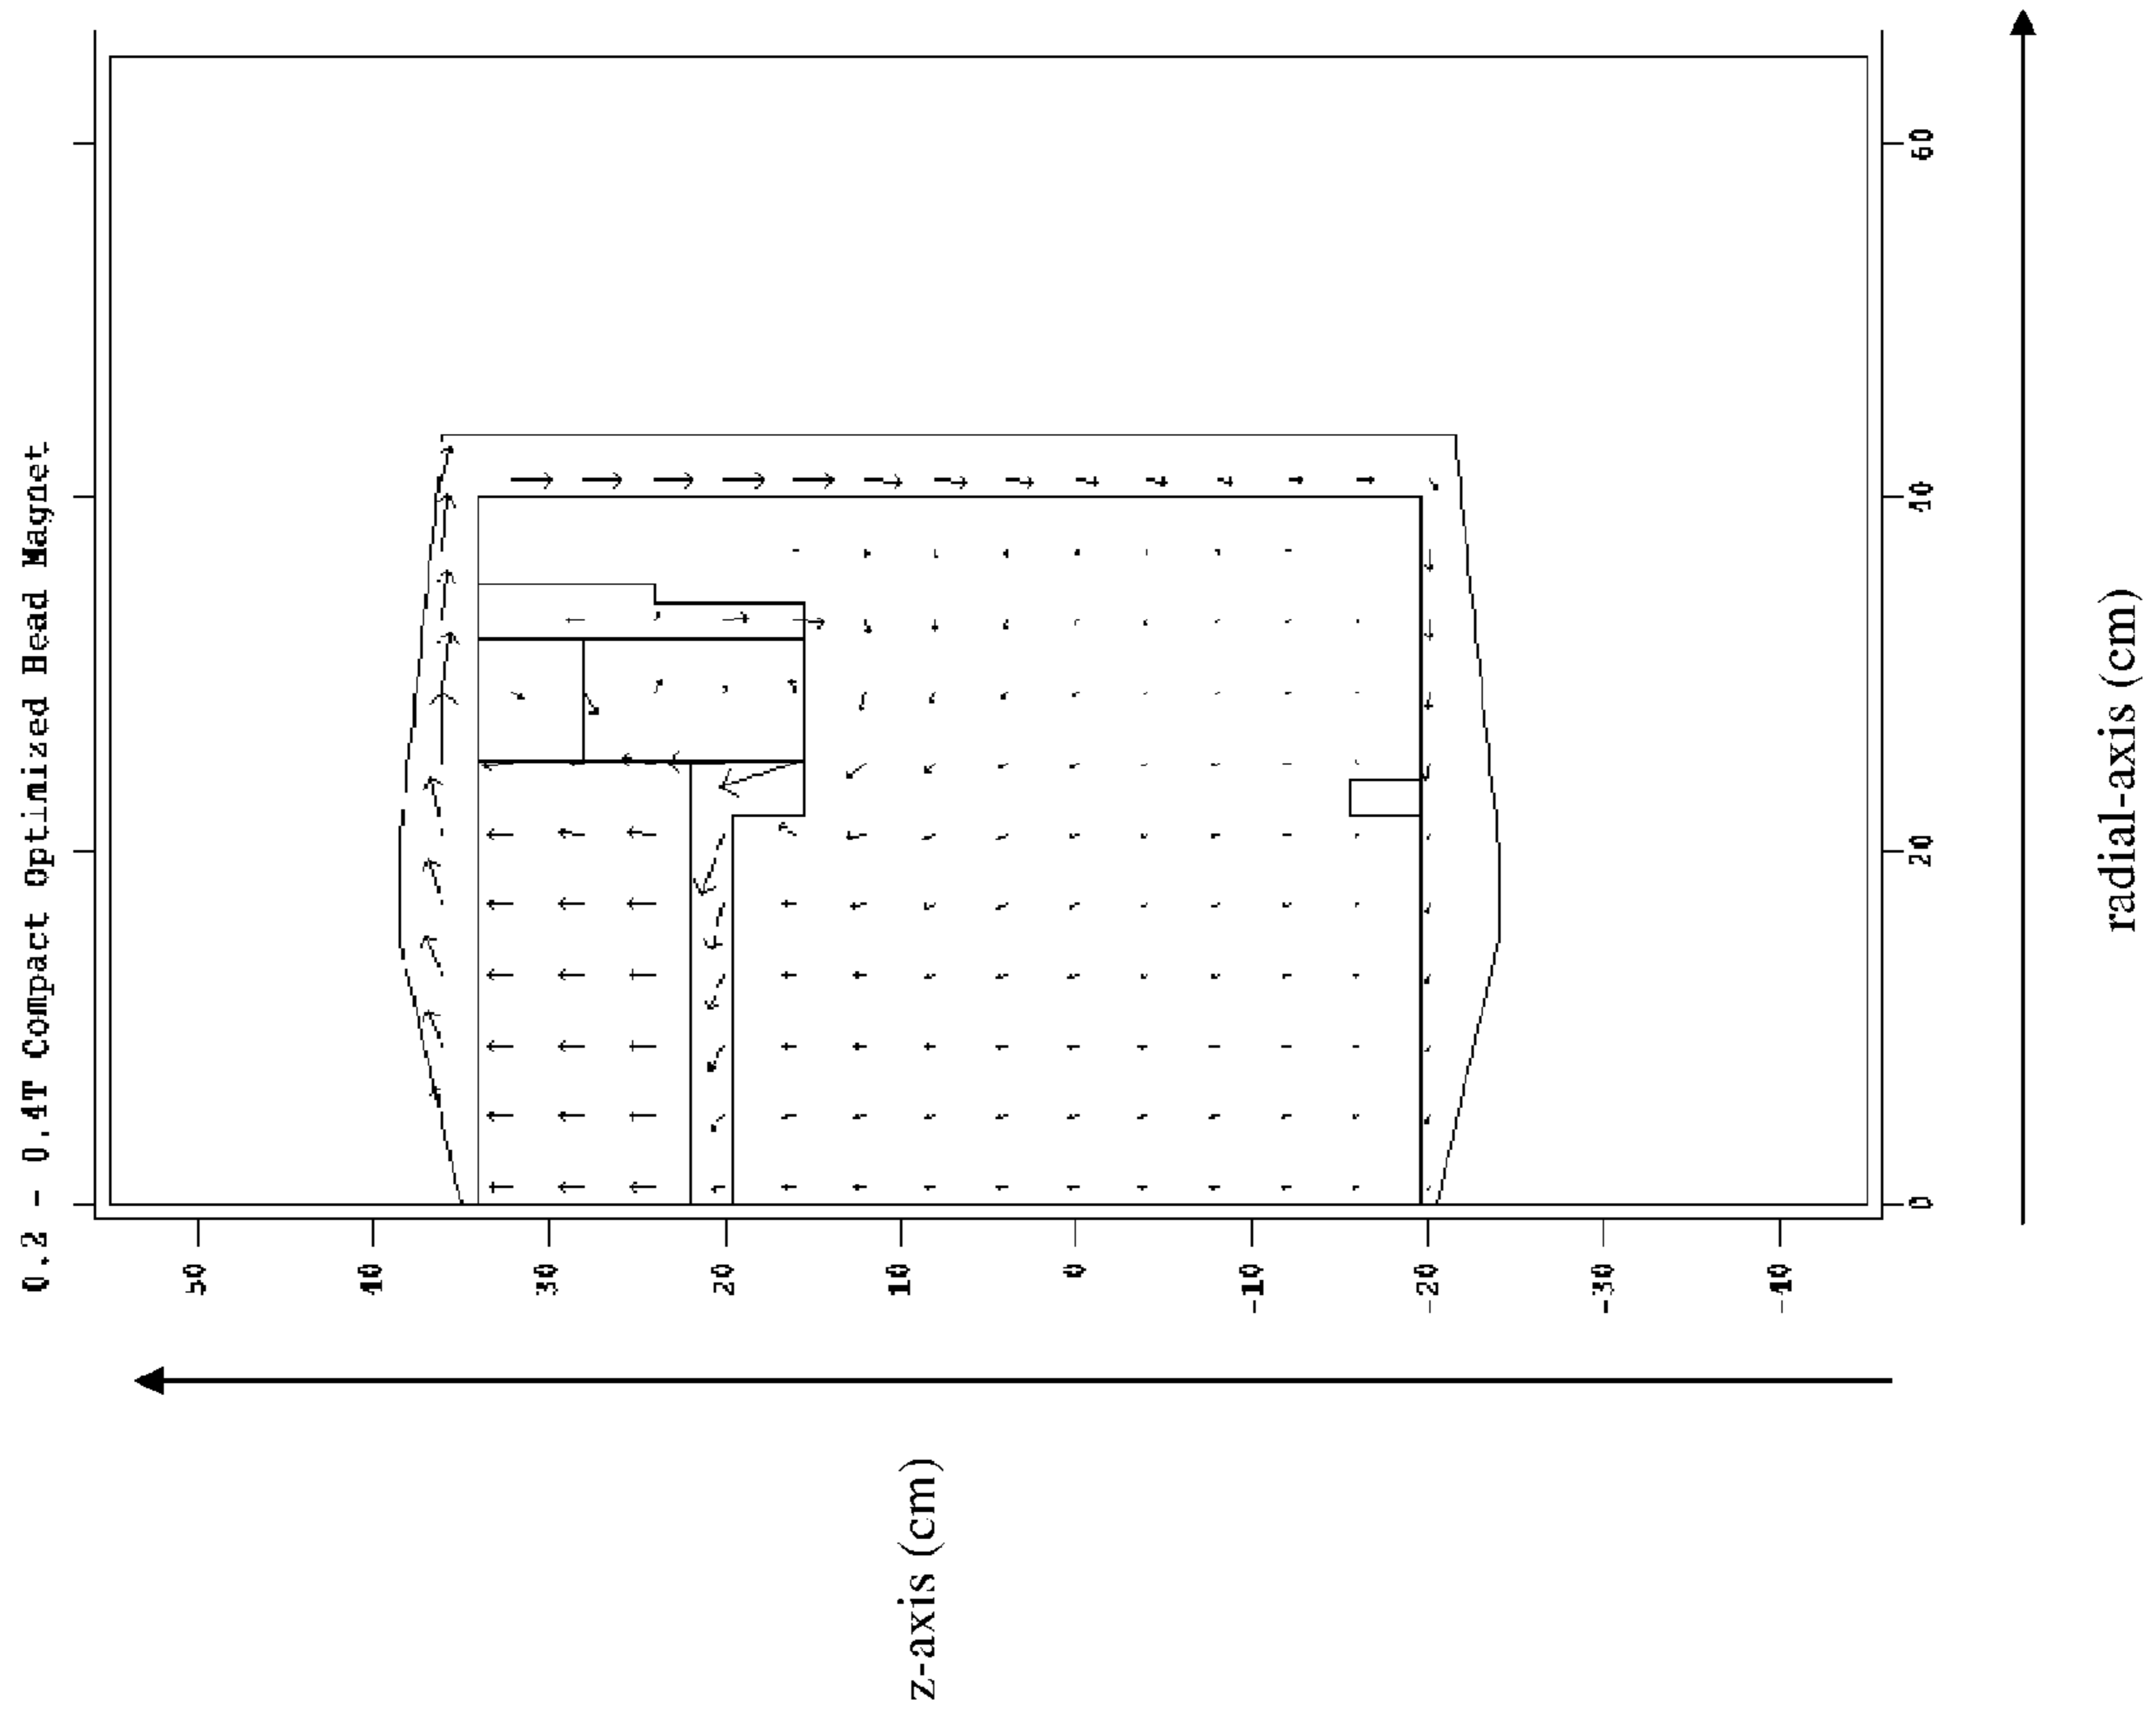 0.2 - 0.4T Compact Optimized Head Magnet
50
40
30
20
10
0
-10
-20
-30
-40
z-axis (cm)
0 20 40 60
radial-axis (cm)